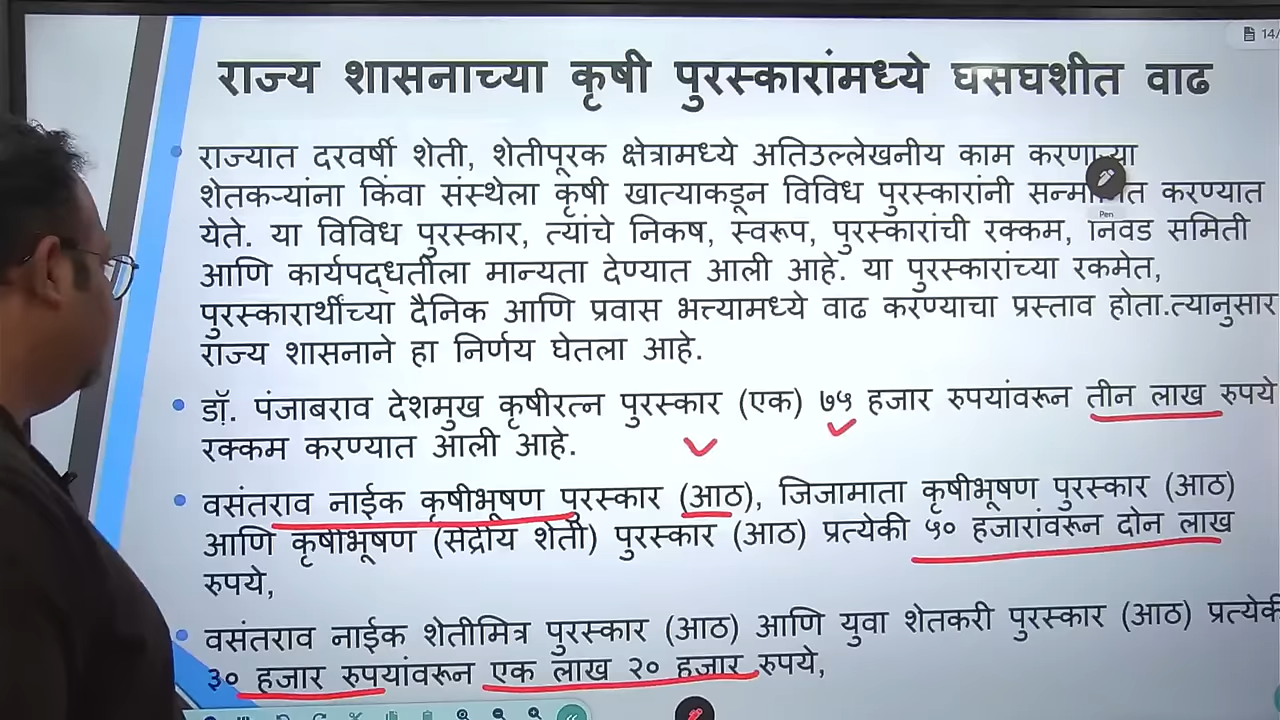 14/
राज्य शासनाच्या कृषी पुरस्कारांमध्ये घसघशीत वाढ
राज्यात दरवर्षी शेती, शेतीपूरक क्षेत्रामध्ये अतिउल्लेखनीय काम करणाऱ्या
शेतकऱ्यांना किंवा संस्थेला कृषी खात्याकडून विविध पुरस्कारांनी सन्मानित करण्यात
येते. या विविध पुरस्कार, त्यांचे निकष, स्वरूप, पुरस्कारांची रक्कम, निवड समिती
आणि कार्यपद्धतीला मान्यता देण्यात आली आहे. या पुरस्कारांच्या रकमेत,
पुरस्कारार्थीच्या दैनिक आणि प्रवास भत्त्यामध्ये वाढ करण्याचा प्रस्ताव होता.त्यानुसार
राज्य शासनाने हा निर्णय घेतला आहे.
डॉ. पंजाबराव देशमुख कृषीरत्न पुरस्कार (एक) ७५ हजार रुपयांवरून तीन लाख रुपये
रक्कम करण्यात आली आहे.
वसंतराव नाईक कृषीभूषण पुरस्कार (आठ), जिजामाता कृषीभूषण पुरस्कार (आठ)
आणि कृषीभूषण (सेंद्रीय शेती) पुरस्कार (आठ) प्रत्येकी ५० हजारांवरून दोन लाख
रुपये,
वसंतराव नाईक शेतीमित्र पुरस्कार (आठ) आणि युवा शेतकरी पुरस्कार (आठ) प्रत्येकी
३० हजार रुपयांवरून एक लाख २० हजार रुपये,
Pen